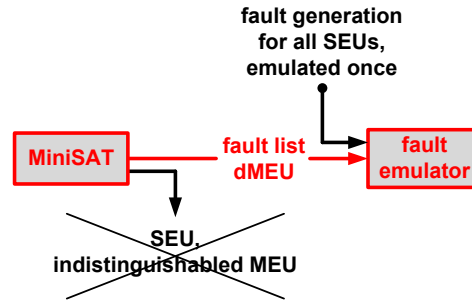 fault generation
for all SEUs,
emulated once
MiniSAT
fault list
dMEU
fault
emulator
SEU,
indistinguishabled MEU